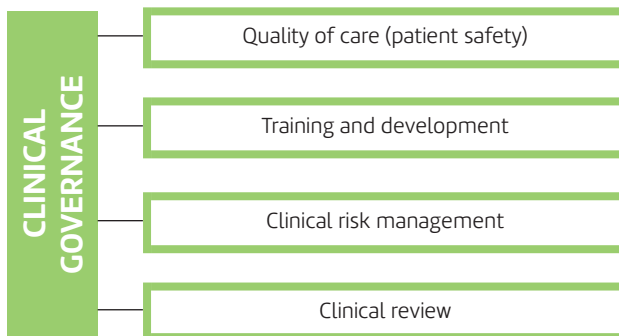 CLINICAL
GOVERNANCE
Quality of care (patient safety)
Training and development
Clinical risk management
Clinical review